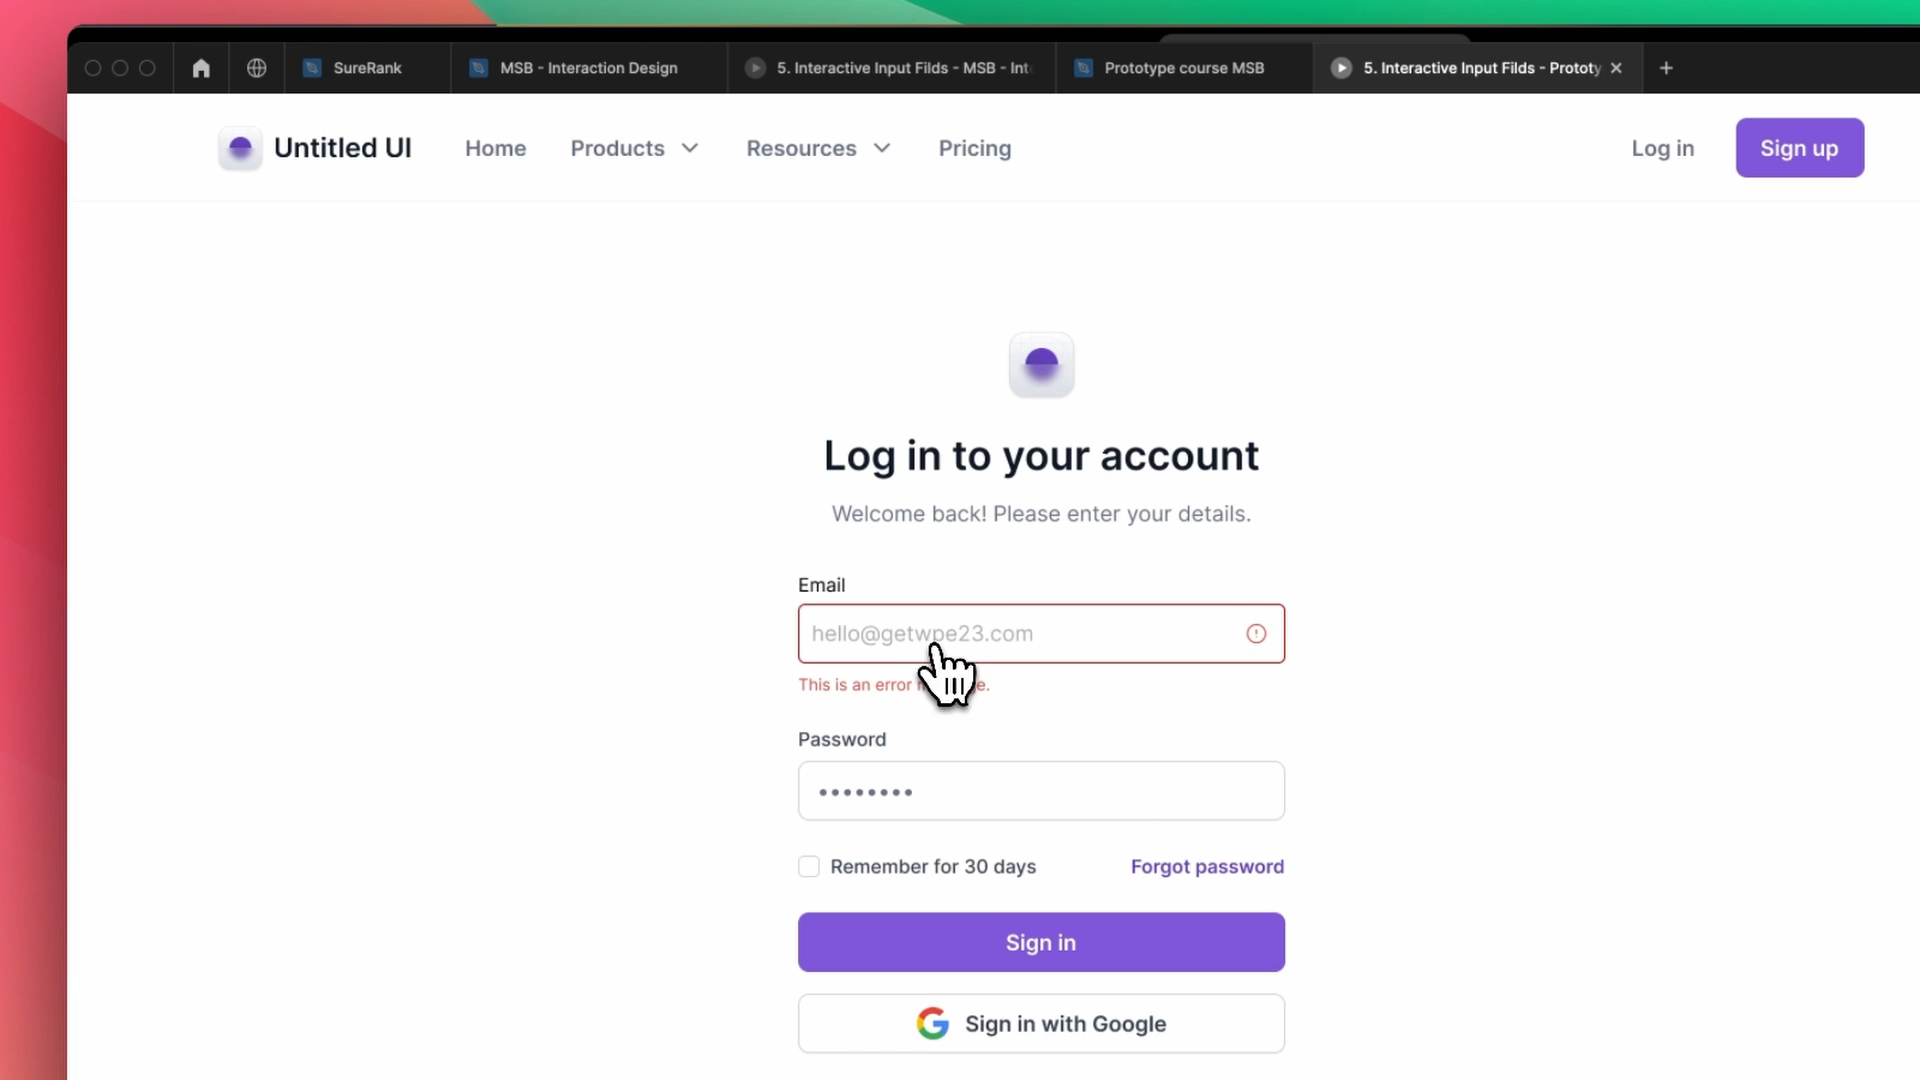 SureRank
MSB - Interaction Design
5. Interactive Input Filds - MSB - Int
Prototype course MSB
5. Interactive Input Filds - Prototy
Untitled UI
Home
Products
Resources
Pricing
Log in
Sign up
Log in to your account
Welcome back! Please enter your details.
Email
hello@getwpe23.com
This is an error
Password
Remember for 30 days
Forgot password
Sign in
Sign in with Google